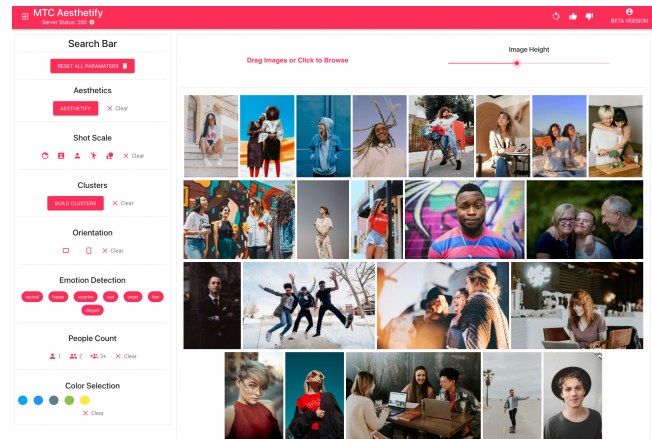 MTC Aesthetify
Server Status: 200
BETA VERSION
Search Bar
RESET ALL PARAMATERS
Aesthetics
AESTHETIFY
Clear
Shot Scale
Clear
Clusters
BUILD CLUSTERS
Clear
Orientation
Clear
Emotion Detection
neutral
happy
surprise
sad
angry
fear
disgust
People Count
1
2
3+
Clear
Color Selection
Clear
Drag Images or Click to Browse
Image Height